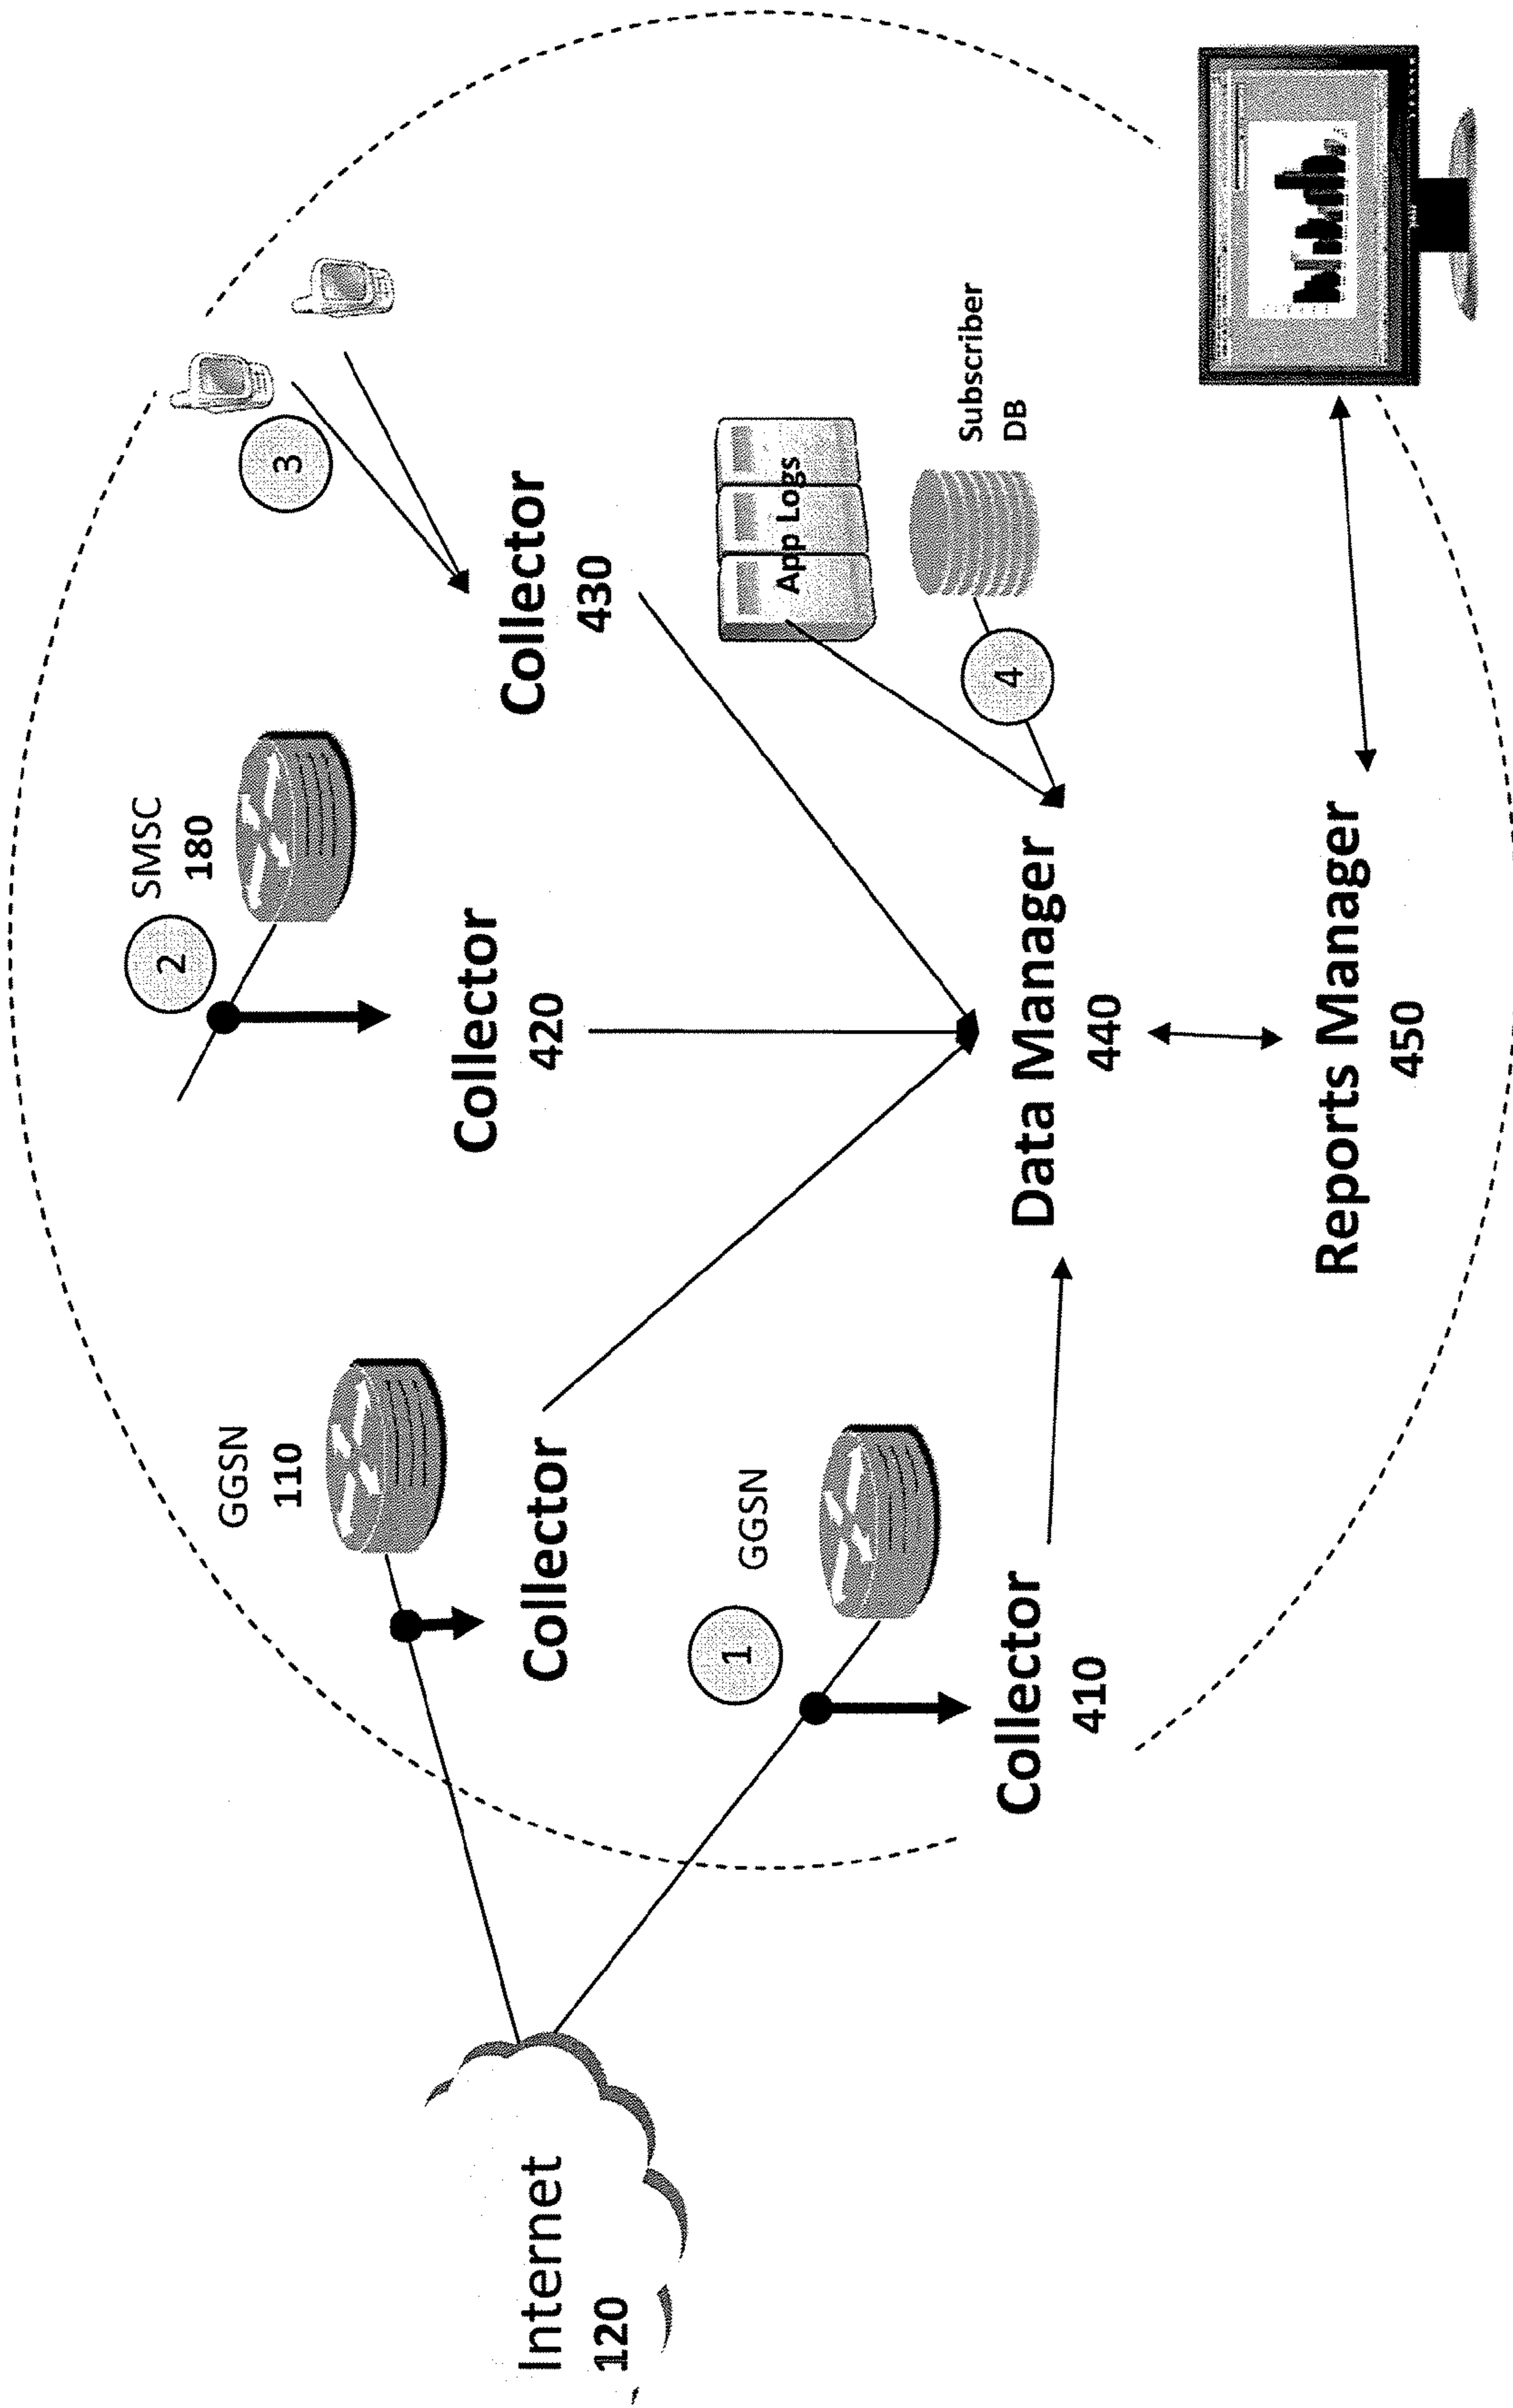 Internet
120
GGSN
110
Collector
1
GGSN
Collector
410
2
SMSC
180
Collector
420
3
Collector
430
App Logs
Subscriber
DB
4
Data Manager
440
Reports Manager
450